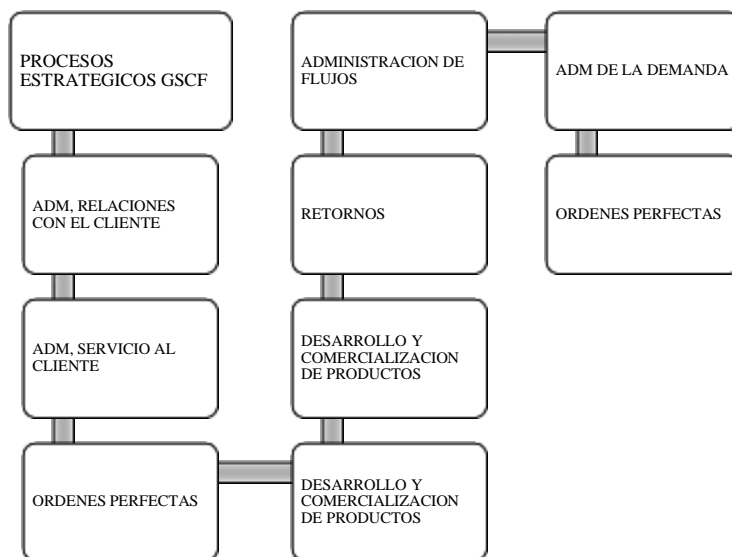 PROCESOS
ESTRATEGICOS GSCF
ADM, RELACIONES
CON EL CLIENTE
ADM, SERVICIO AL
CLIENTE
ORDENES PERFECTAS
DESARROLLO Y
COMERCIALIZACION
DE PRODUCTOS
DESARROLLO Y
COMERCIALIZACION
DE PRODUCTOS
RETORNOS
ADMINISTRACION DE
FLUJOS
ADM DE LA DEMANDA
ORDENES PERFECTAS